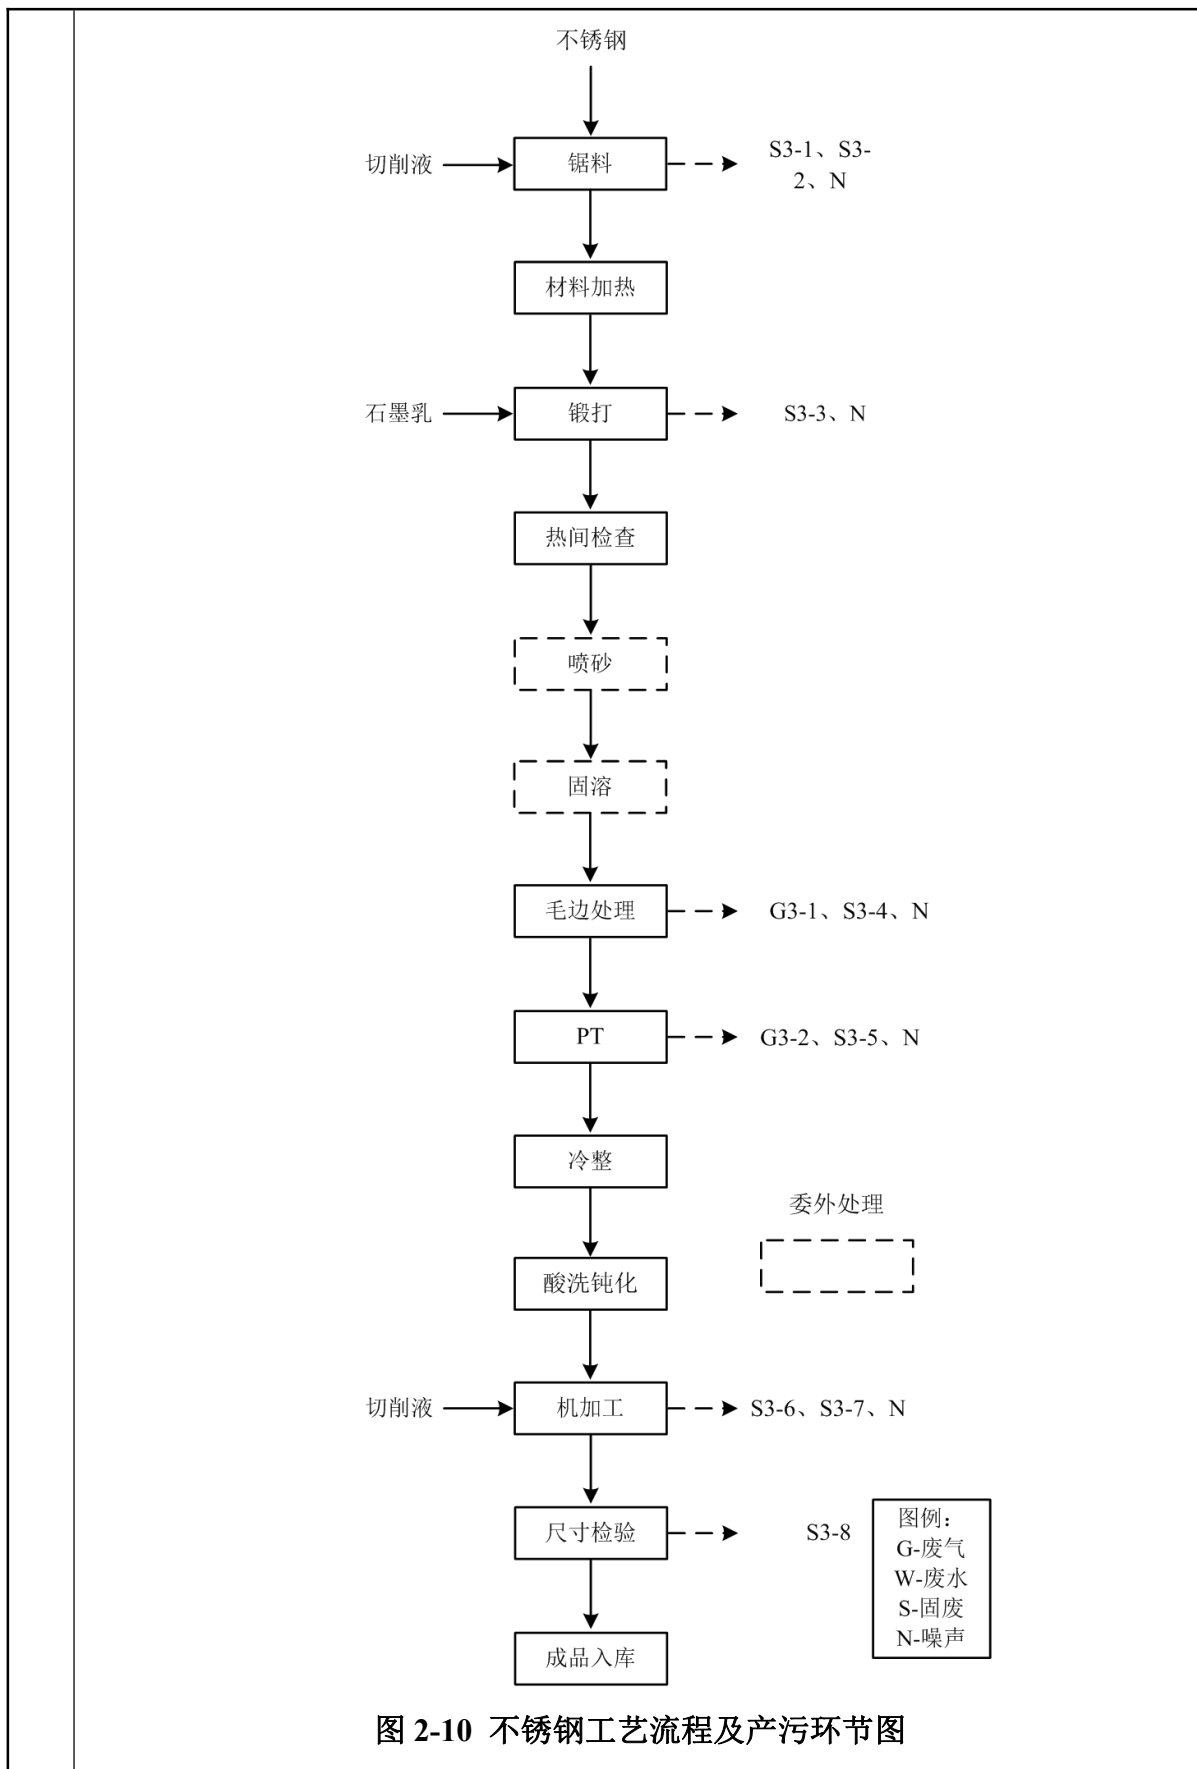 不锈钢
切削液
锯料
S3-1、S3-
2、N
材料加热
石墨乳
锻打
S3-3、N
热间检查
喷砂
固溶
毛边处理
G3-1、S3-4、N
PT
G3-2、S3-5、N
冷整
委外处理
酸洗钝化
切削液
机加工
S3-6、S3-7、N
尺寸检验
S3-8
图例：
G-废气
W-废水
S-固废
N-噪声
成品入库
图 2-10 不锈钢工艺流程及产污环节图